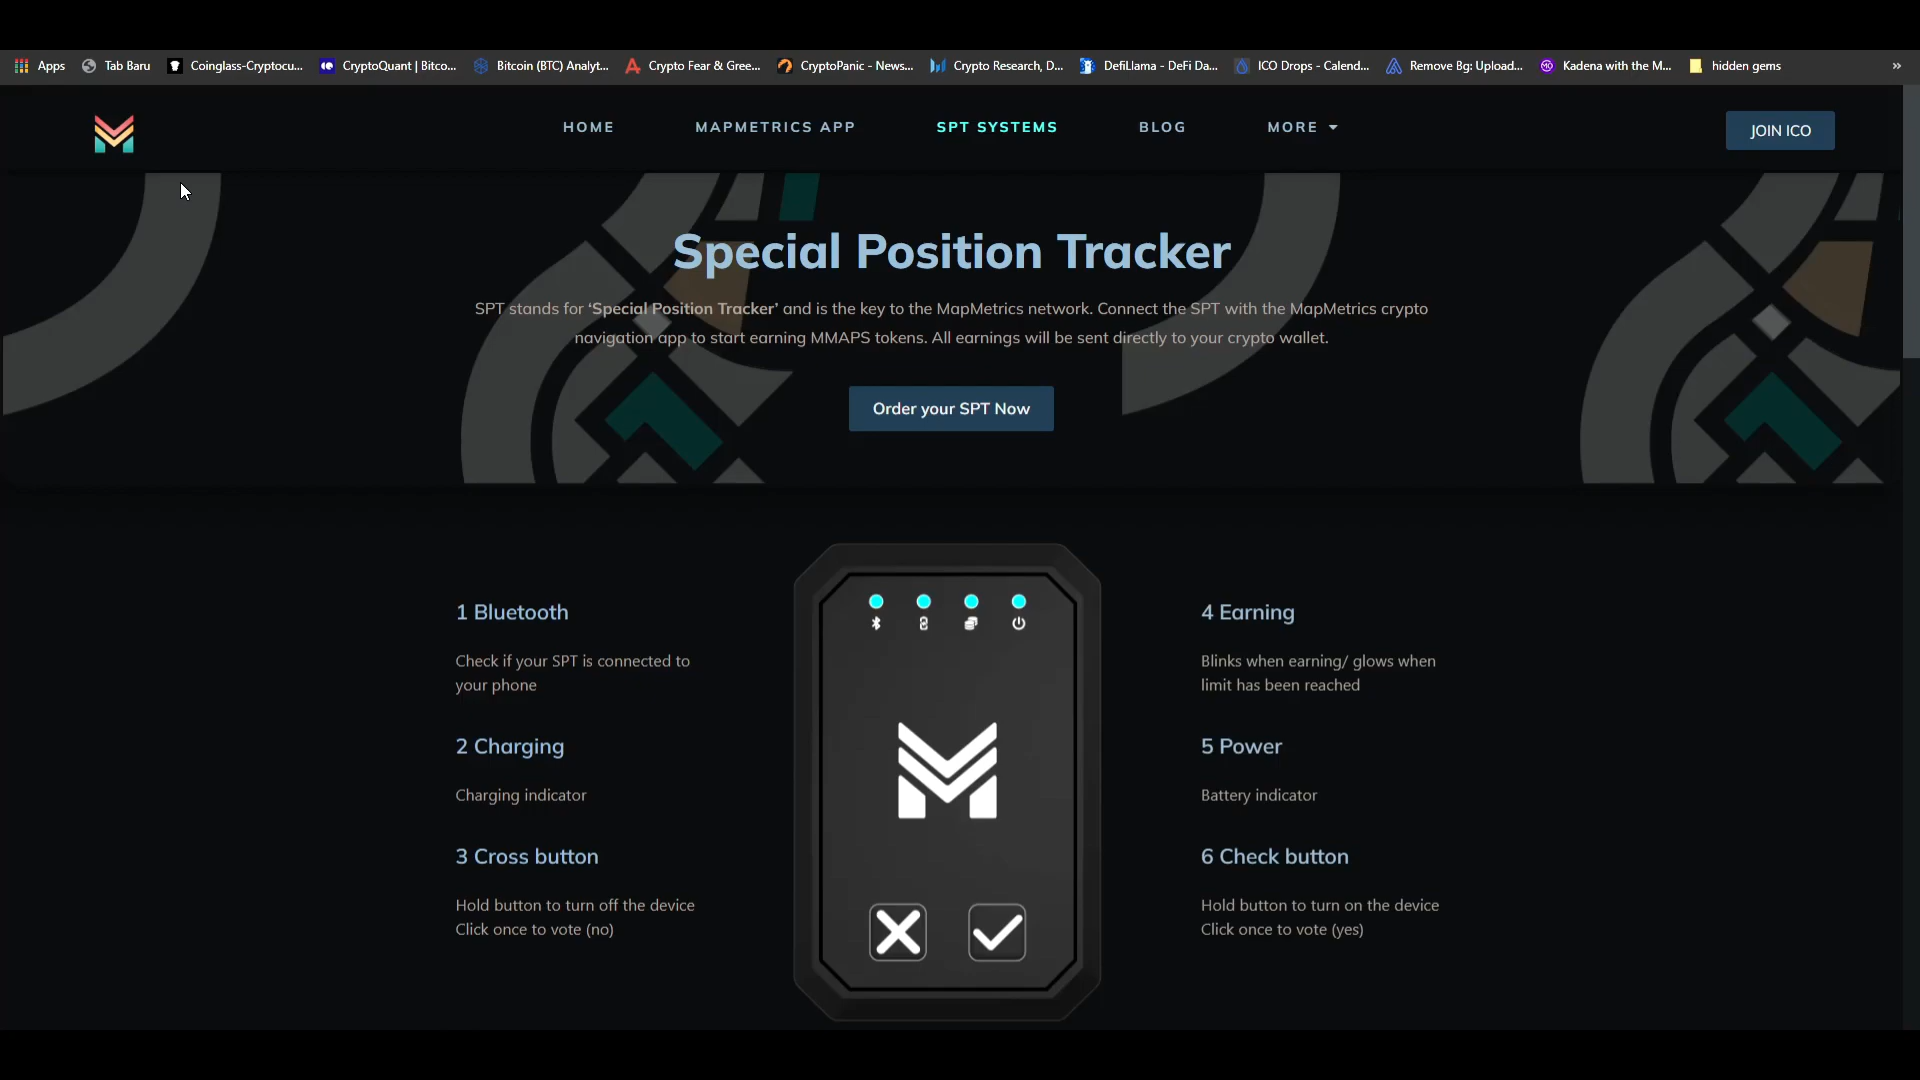 Apps
Tab Baru
Coinglass-Cryptocu...
CryptoQuant | Bitco...
Bitcoin (BTC) Analyt...
Crypto Fear & Gree...
CryptoPanic - News...
Crypto Research, D...
DefiLlama - DeFi Da...
ICO Drops - Calend...
Remove Bg: Upload...
Kadena with the M...
hidden gems
»
HOME
MAPMETRICS APP
SPT SYSTEMS
BLOG
MORE
JOIN ICO
Special Position Tracker
SPT stands for ‘Special Position Tracker’ and is the key to the MapMetrics network. Connect the SPT with the MapMetrics crypto
navigation app to start earning MMAPS tokens. All earnings will be sent directly to your crypto wallet.
Order your SPT Now
1 Bluetooth
Check if your SPT is connected to
your phone
2 Charging
Charging indicator
3 Cross button
Hold button to turn off the device
Click once to vote (no)
4 Earning
Blinks when earning/ glows when
limit has been reached
5 Power
Battery indicator
6 Check button
Hold button to turn on the device
Click once to vote (yes)